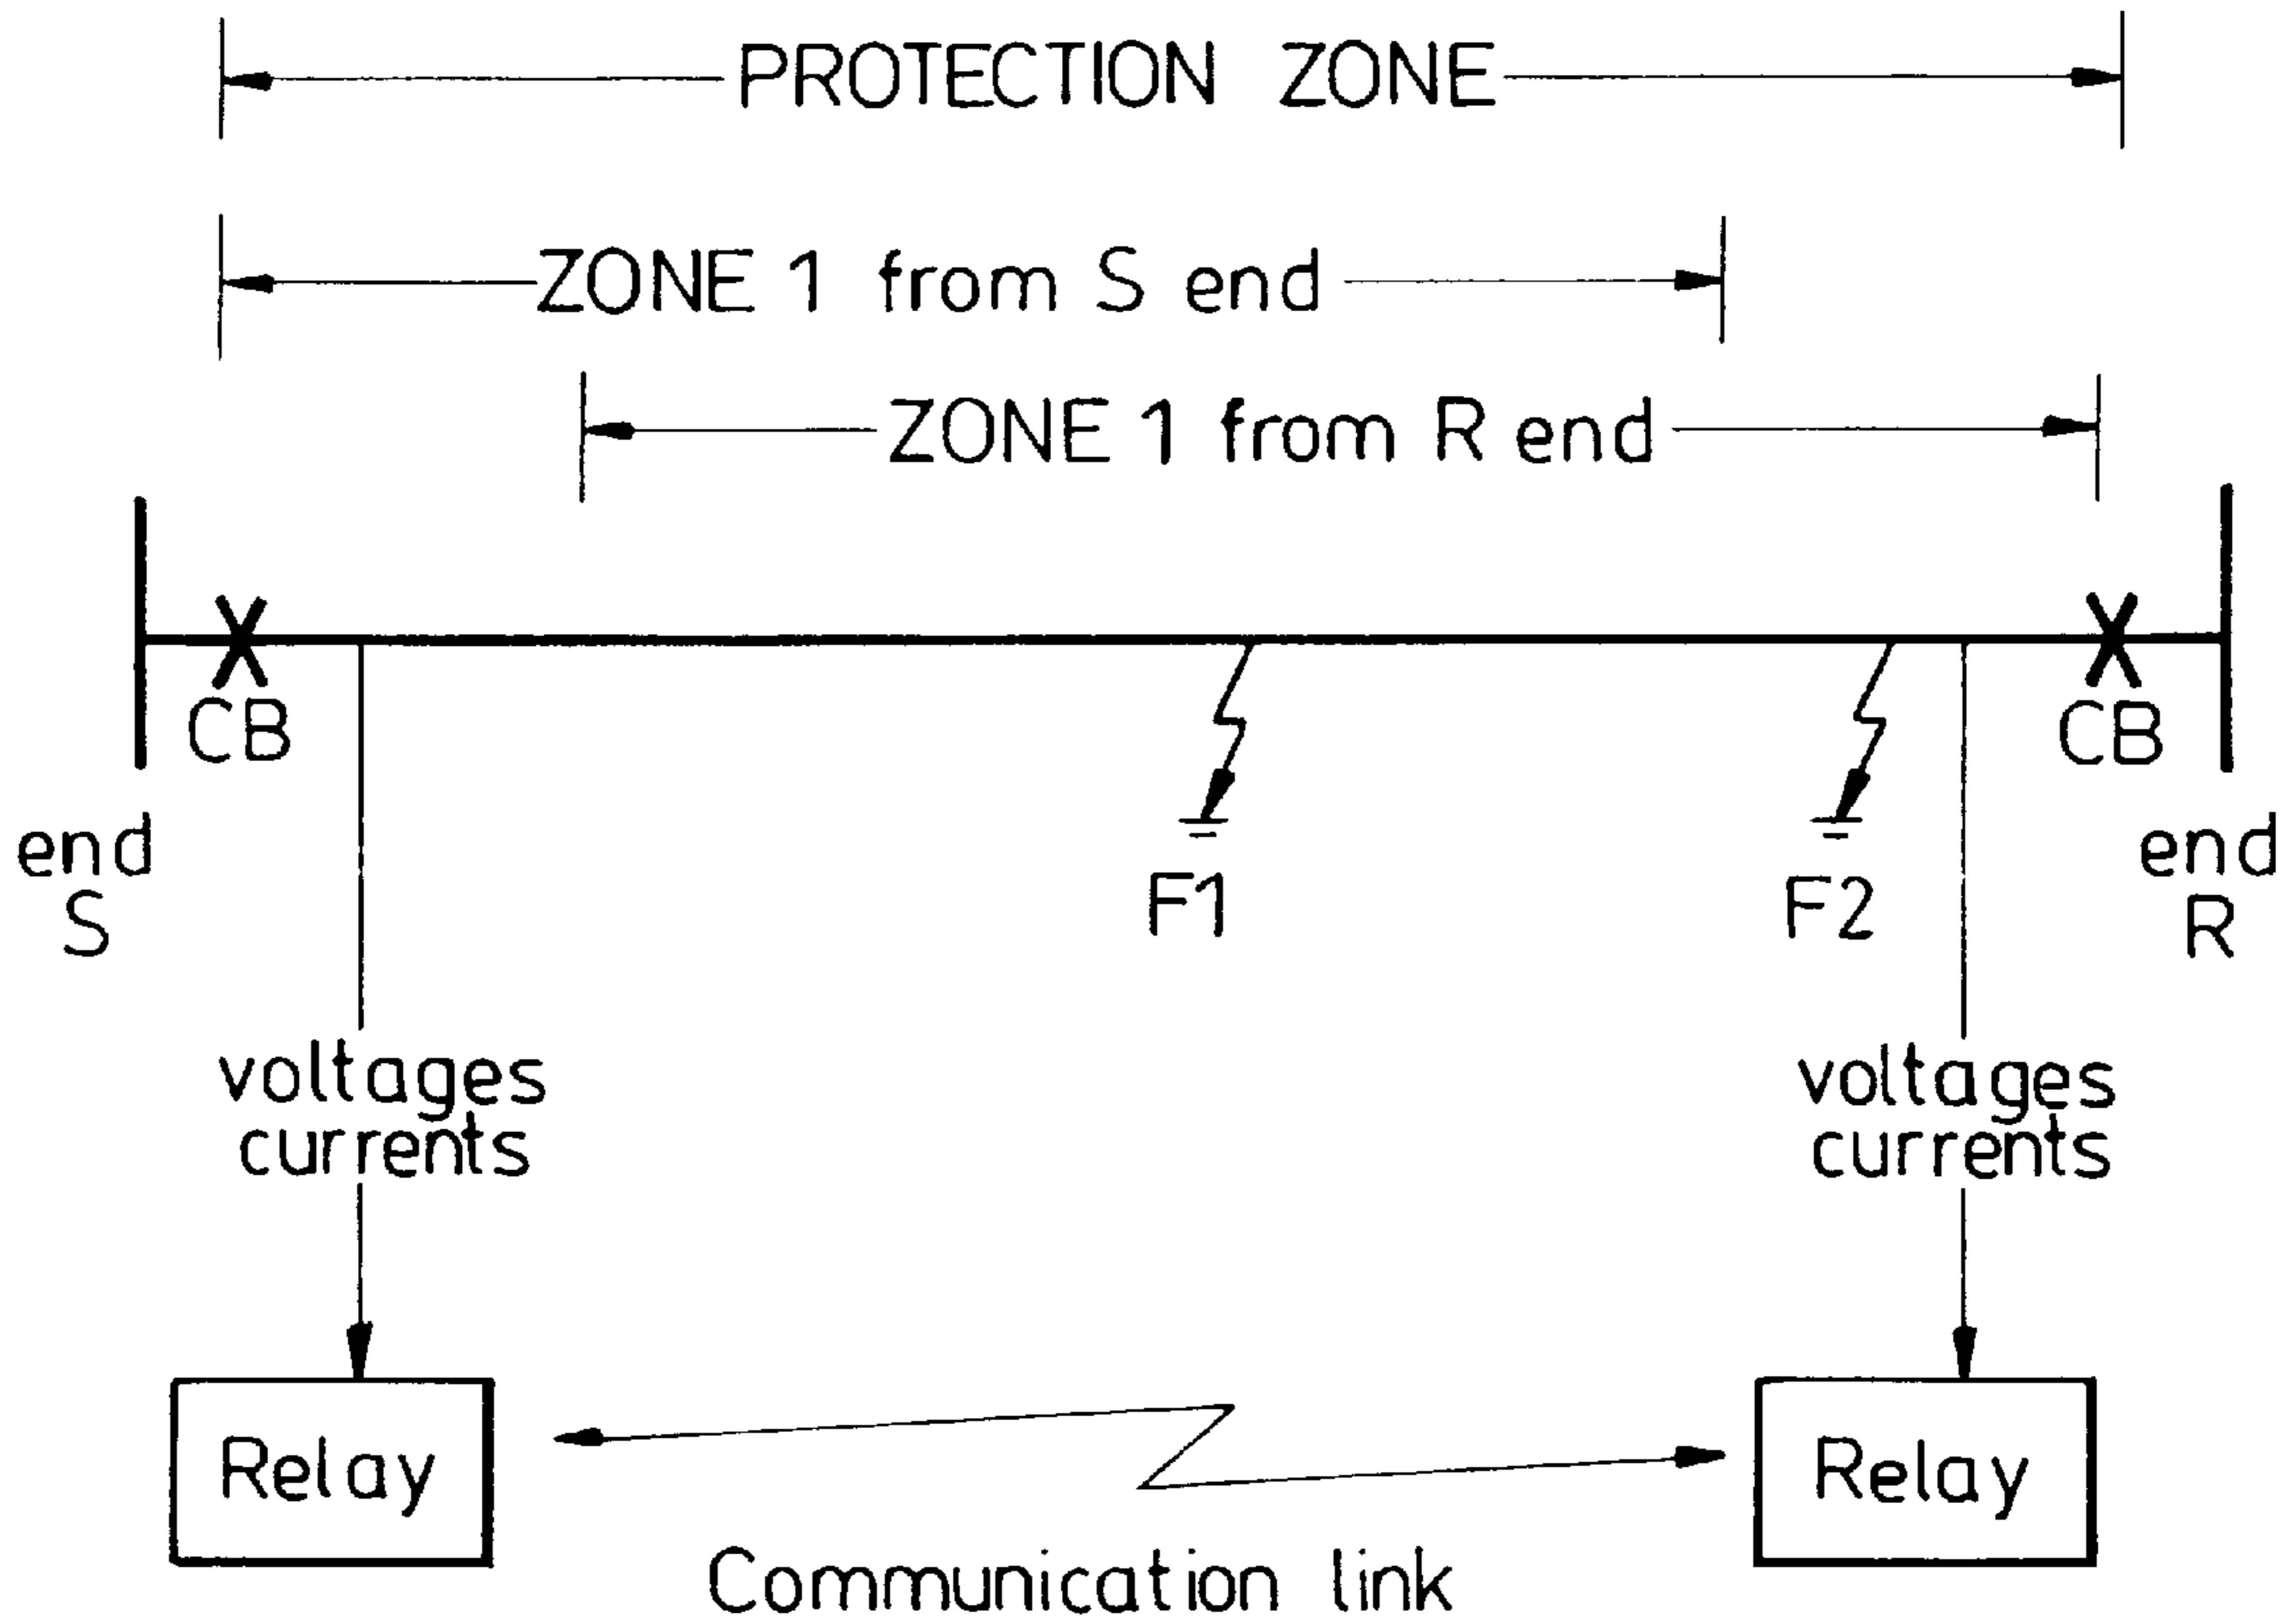 PROTECTION ZONE
ZONE 1 from S end
ZONE 1 from R end
CB
CB
end
S
end
R
F1
F2
voltages
currents
voltages
currents
Relay
Relay
Communication link